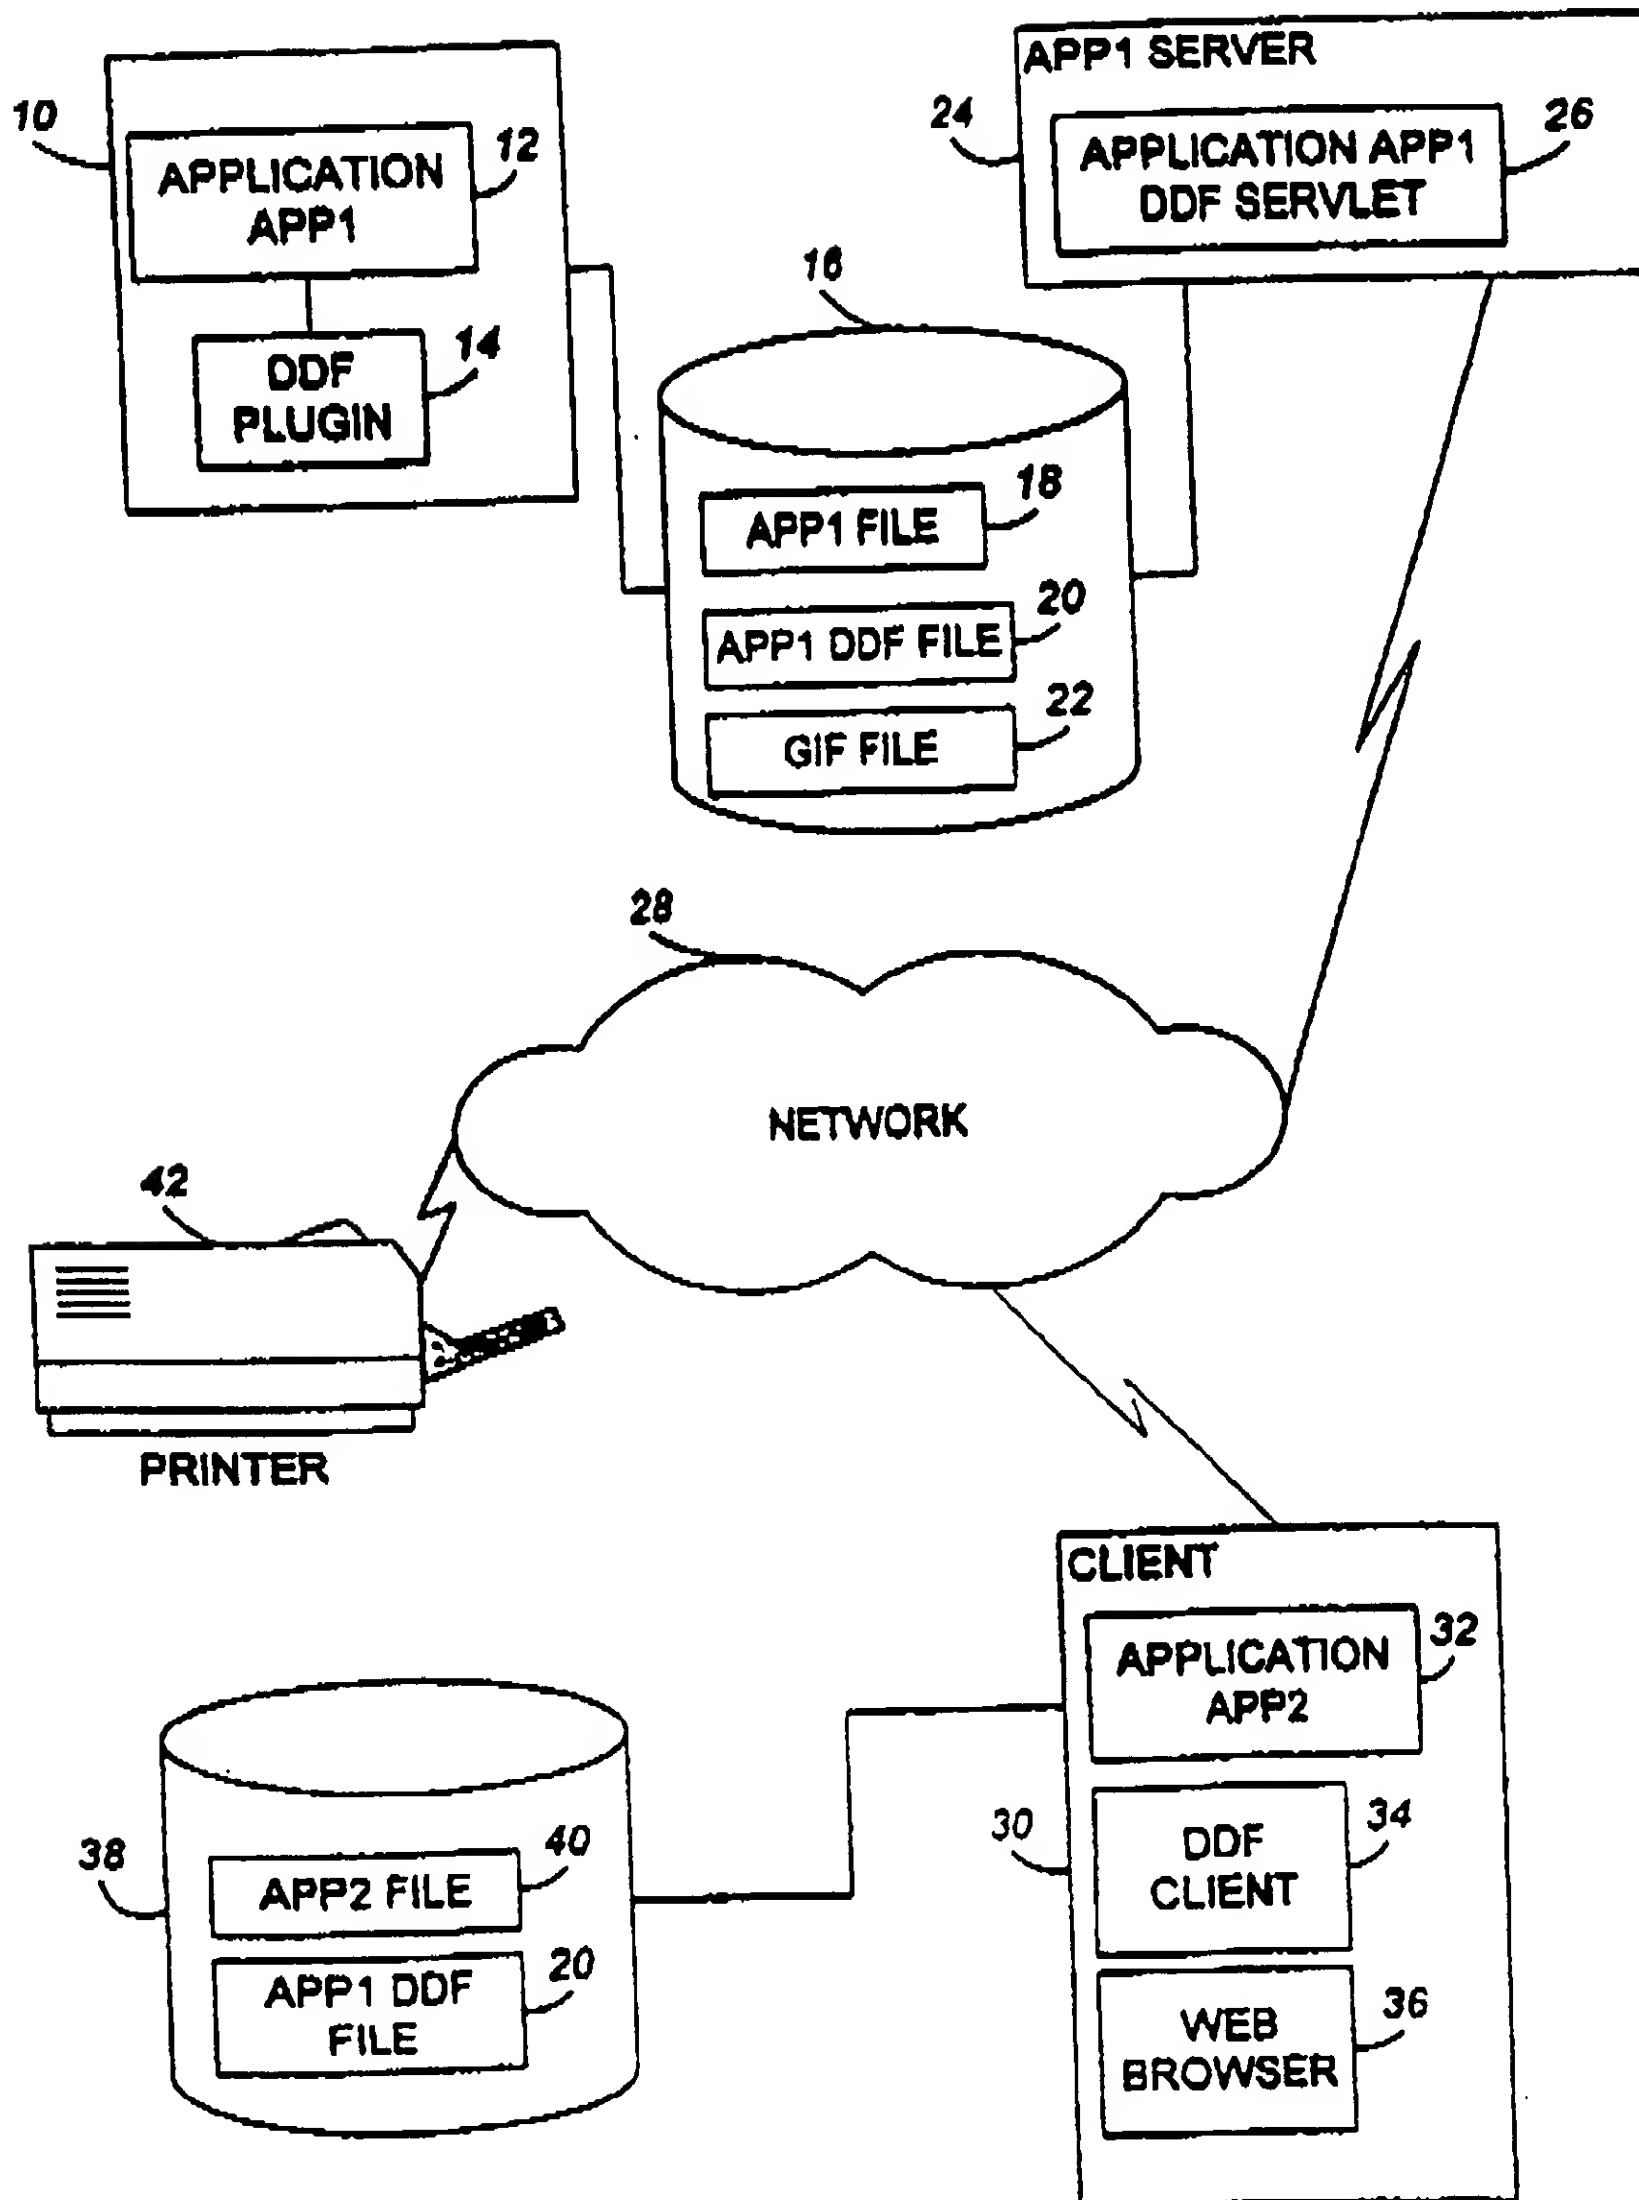 APP1 SERVER
10
24
26
12
APPLICATION
APP1
APPLICATION APP1
DDF SERVLET
16
14
DDF
PLUGIN
18
APP1 FILE
20
APP1 DDF FILE
22
GIF FILE
28
NETWORK
42
PRINTER
CLIENT
32
APPLICATION
APP2
38
40
APP2 FILE
30
34
DDF
CLIENT
20
APP1 DDF
FILE
36
WEB
BROWSER